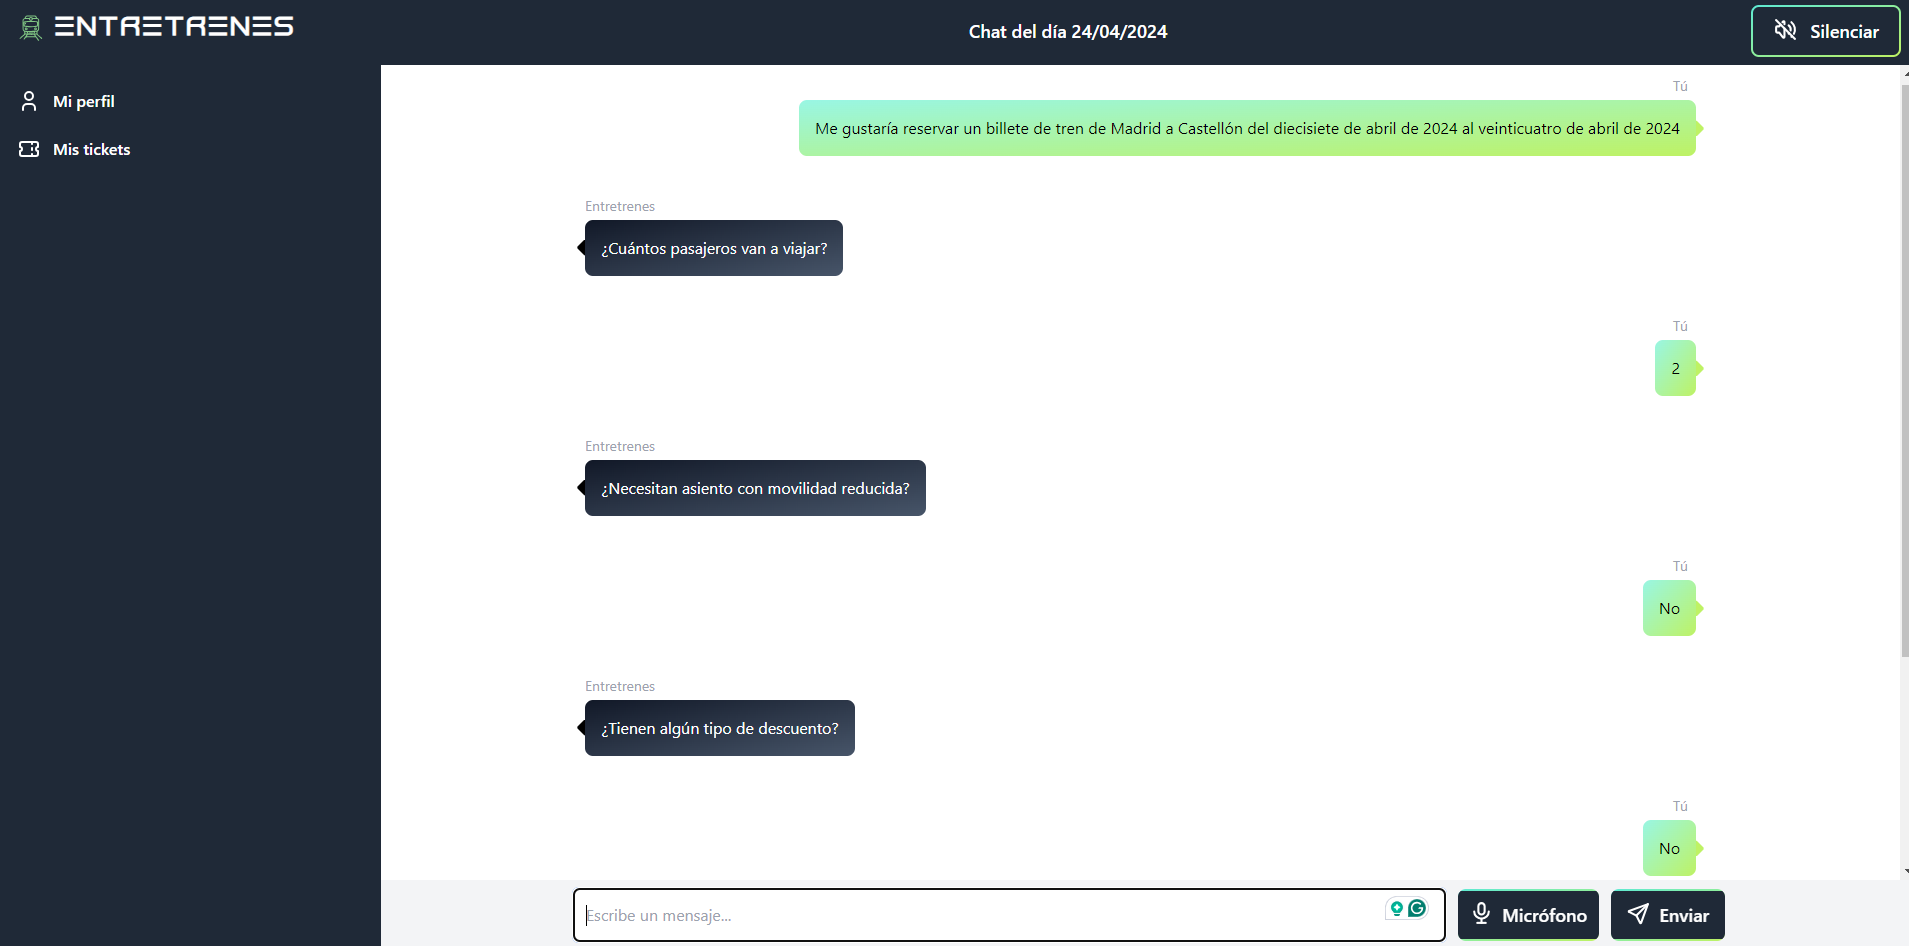 ENTRETRENES
Chat del día 24/04/2024
Silenciar
Mi perfil
Mis tickets
Tú
Me gustaría reservar un billete de tren de Madrid a Castellón del diecisiete de abril de 2024 al veinticuatro de abril de 2024
Entretrenes
¿Cuántos pasajeros van a viajar?
Tú
2
Entretrenes
¿Necesitan asiento con movilidad reducida?
Tú
No
Entretrenes
¿Tienen algún tipo de descuento?
Tú
No
Escribe un mensaje...
Micrófono
Enviar